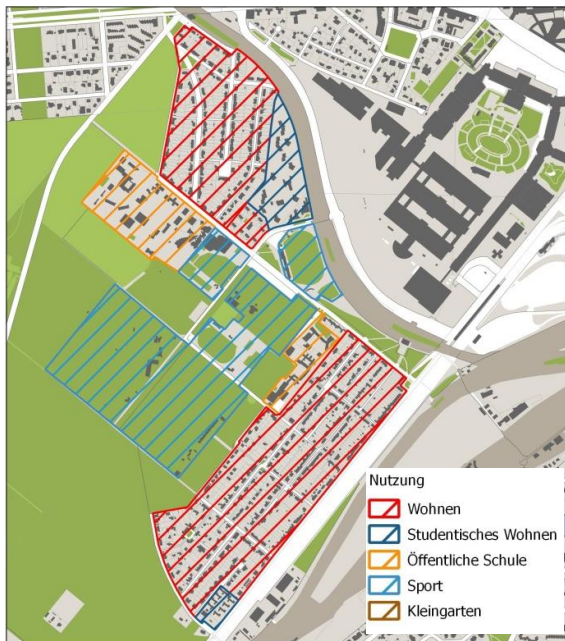 Nutzung
Wohnen
Studentisches Wohnen
Öffentliche Schule
Sport
Kleingarten